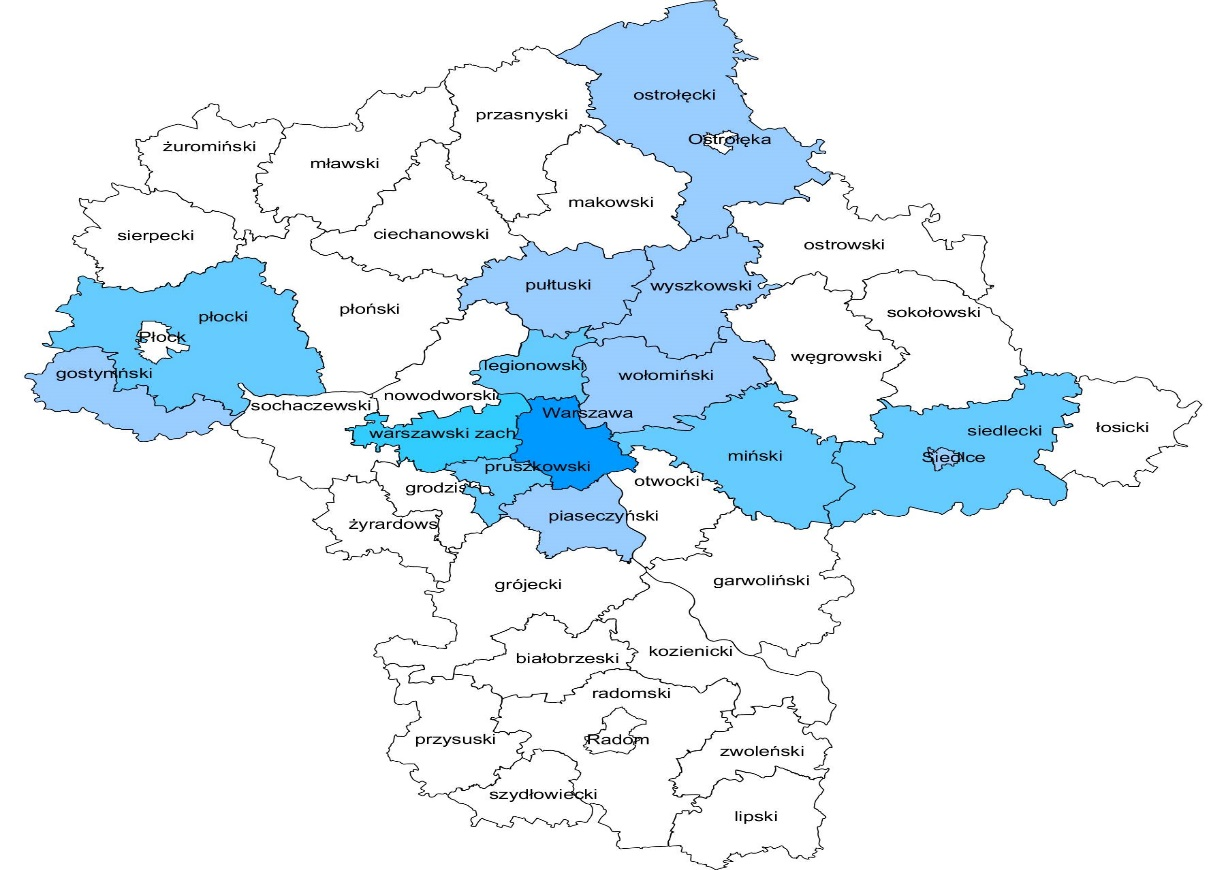 ostrołęcki
przasnyski
Ostrołęka
żuromiński
mławski
makowski
sierpecki
ciechanowski
ostrowski
pułtuski
wyszkowski
płocki
płoński
sokołowski
Płock
węgrowski
legionowski
gostyniński
wołomiński
nowodworski
sochaczewski
Warszawa
warszawski zach
siedlecki
łosicki
miński
Siedlce
pruszkowski
otwocki
grodzisk
piaseczyński
żyrardows
grójecki
garwoliński
białobrzeski
kozienicki
radomski
przysuski
Radom
zwoleński
szydłowiecki
lipski